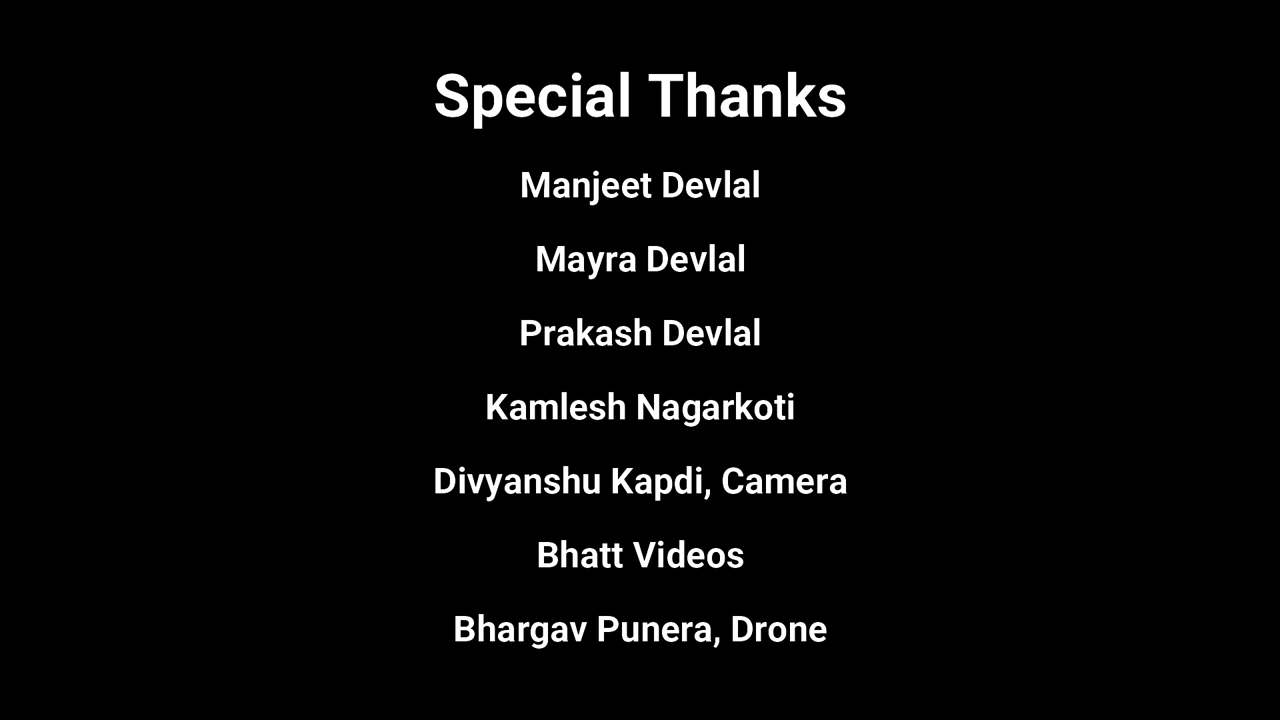 Special Thanks
Manjeet Devlal
Mayra Devlal
Prakash Devlal
Kamlesh Nagarkoti
Divyanshu Kapdi, Camera
Bhatt Videos
Bhargav Punera, Drone